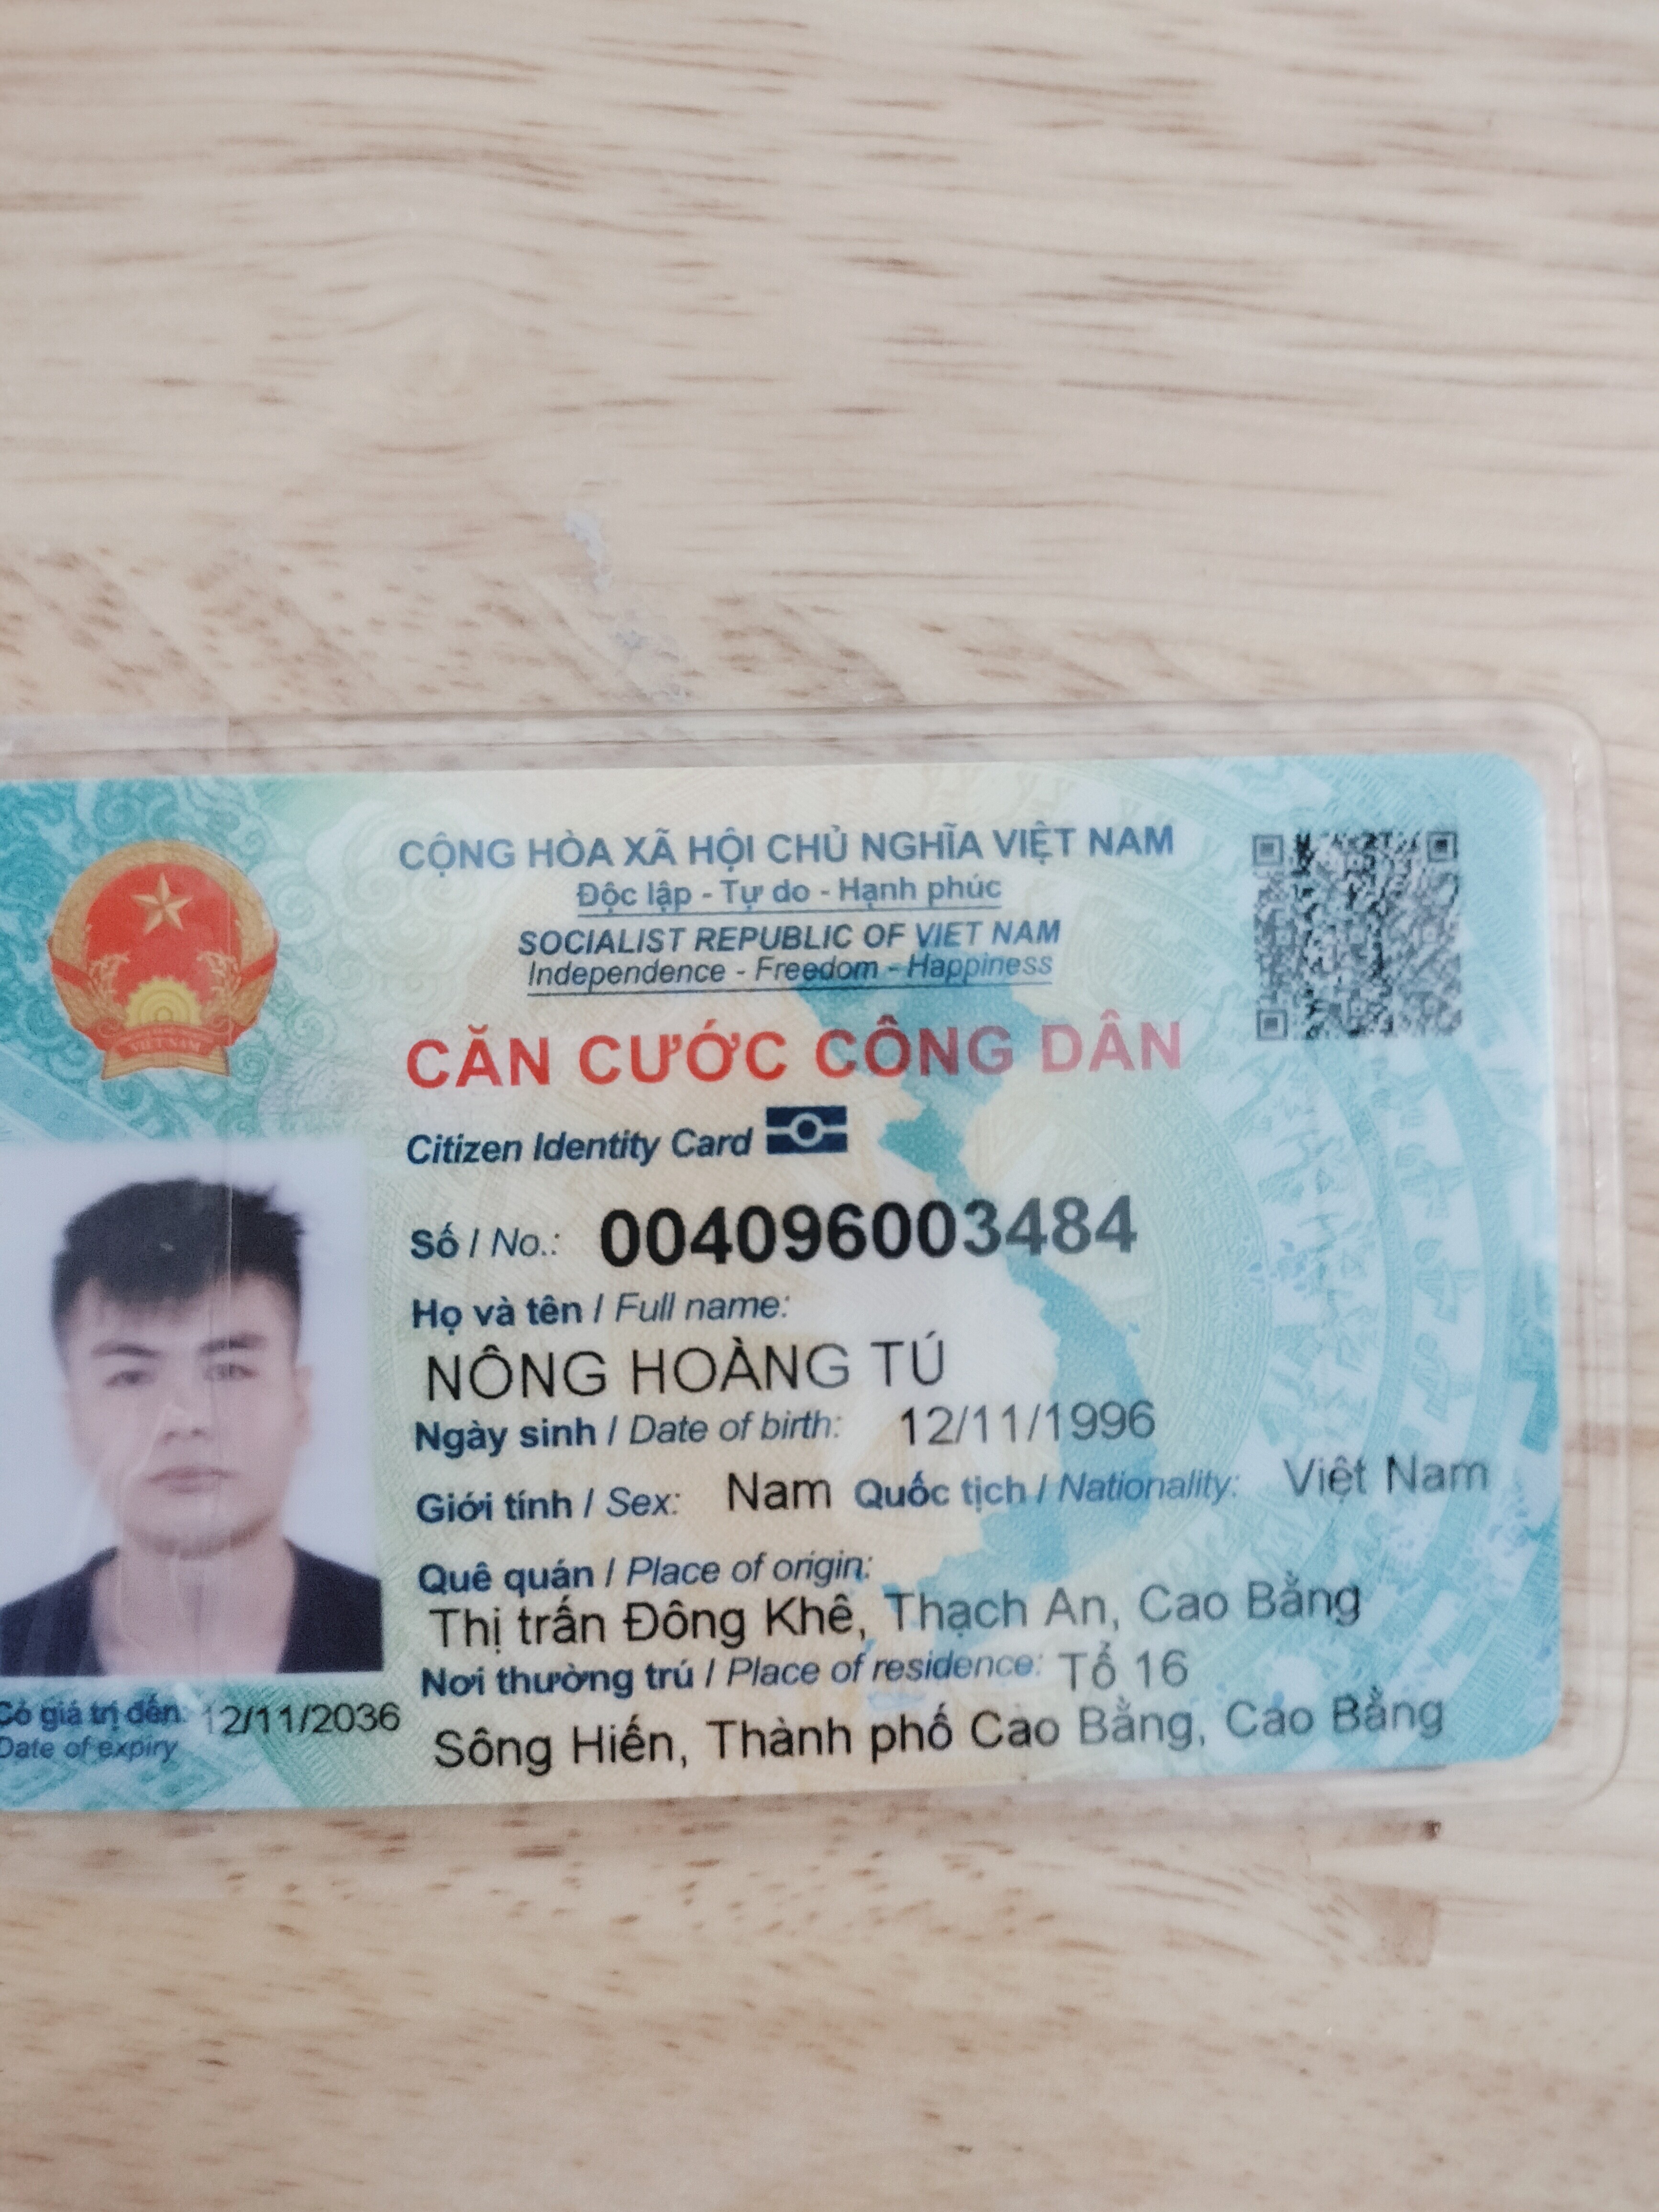 CỘNG HÒA XÃ HỘI CHỦ NGHĨA VIỆT NAM
Độc lập - Tự do - Hạnh phúc
SOCIALIST REPUBLIC OF VIET NAM
Independence - Freedom - Happiness
CĂN CƯỚC CÔNG DÂN
Citizen Identity Card
VIỆT NAM
Số / No.: 004096003484
Họ và tên / Full name:
NÔNG HOÀNG TÚ
Ngày sinh / Date of birth: 12/11/1996
Giới tính / Sex: Nam Quốc tịch / Nationality: Việt Nam
Quê quán / Place of origin:
Thị trấn Đông Khê, Thạch An, Cao Bằng
Nơi thường trú / Place of residence: Tổ 16
Sông Hiến, Thành phố Cao Bằng, Cao Bằng
Có giá trị đến: 12/11/2036
Date of expiry